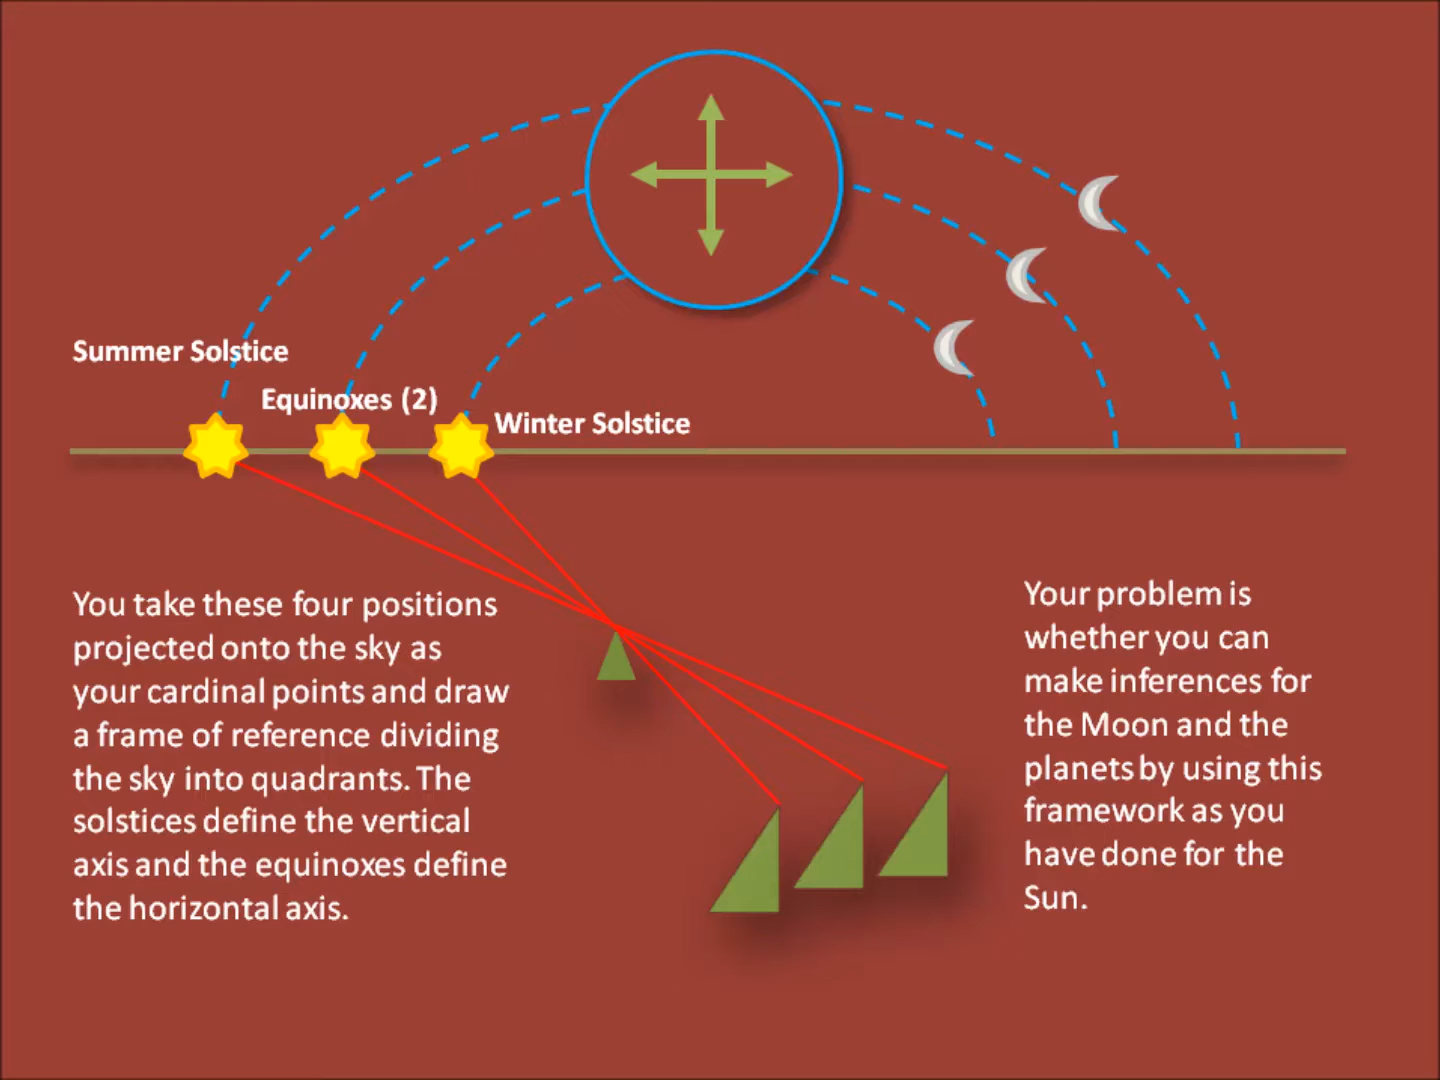 Summer Solstice
Equinoxes (2)
Winter Solstice
You take these four positions
projected onto the sky as
your cardinal points and draw
a frame of reference dividing
the sky into quadrants. The
solstices define the vertical
axis and the equinoxes define
the horizontal axis.
Your problem is
whether you can
make inferences for
the Moon and the
planets by using this
framework as you
have done for the
Sun.